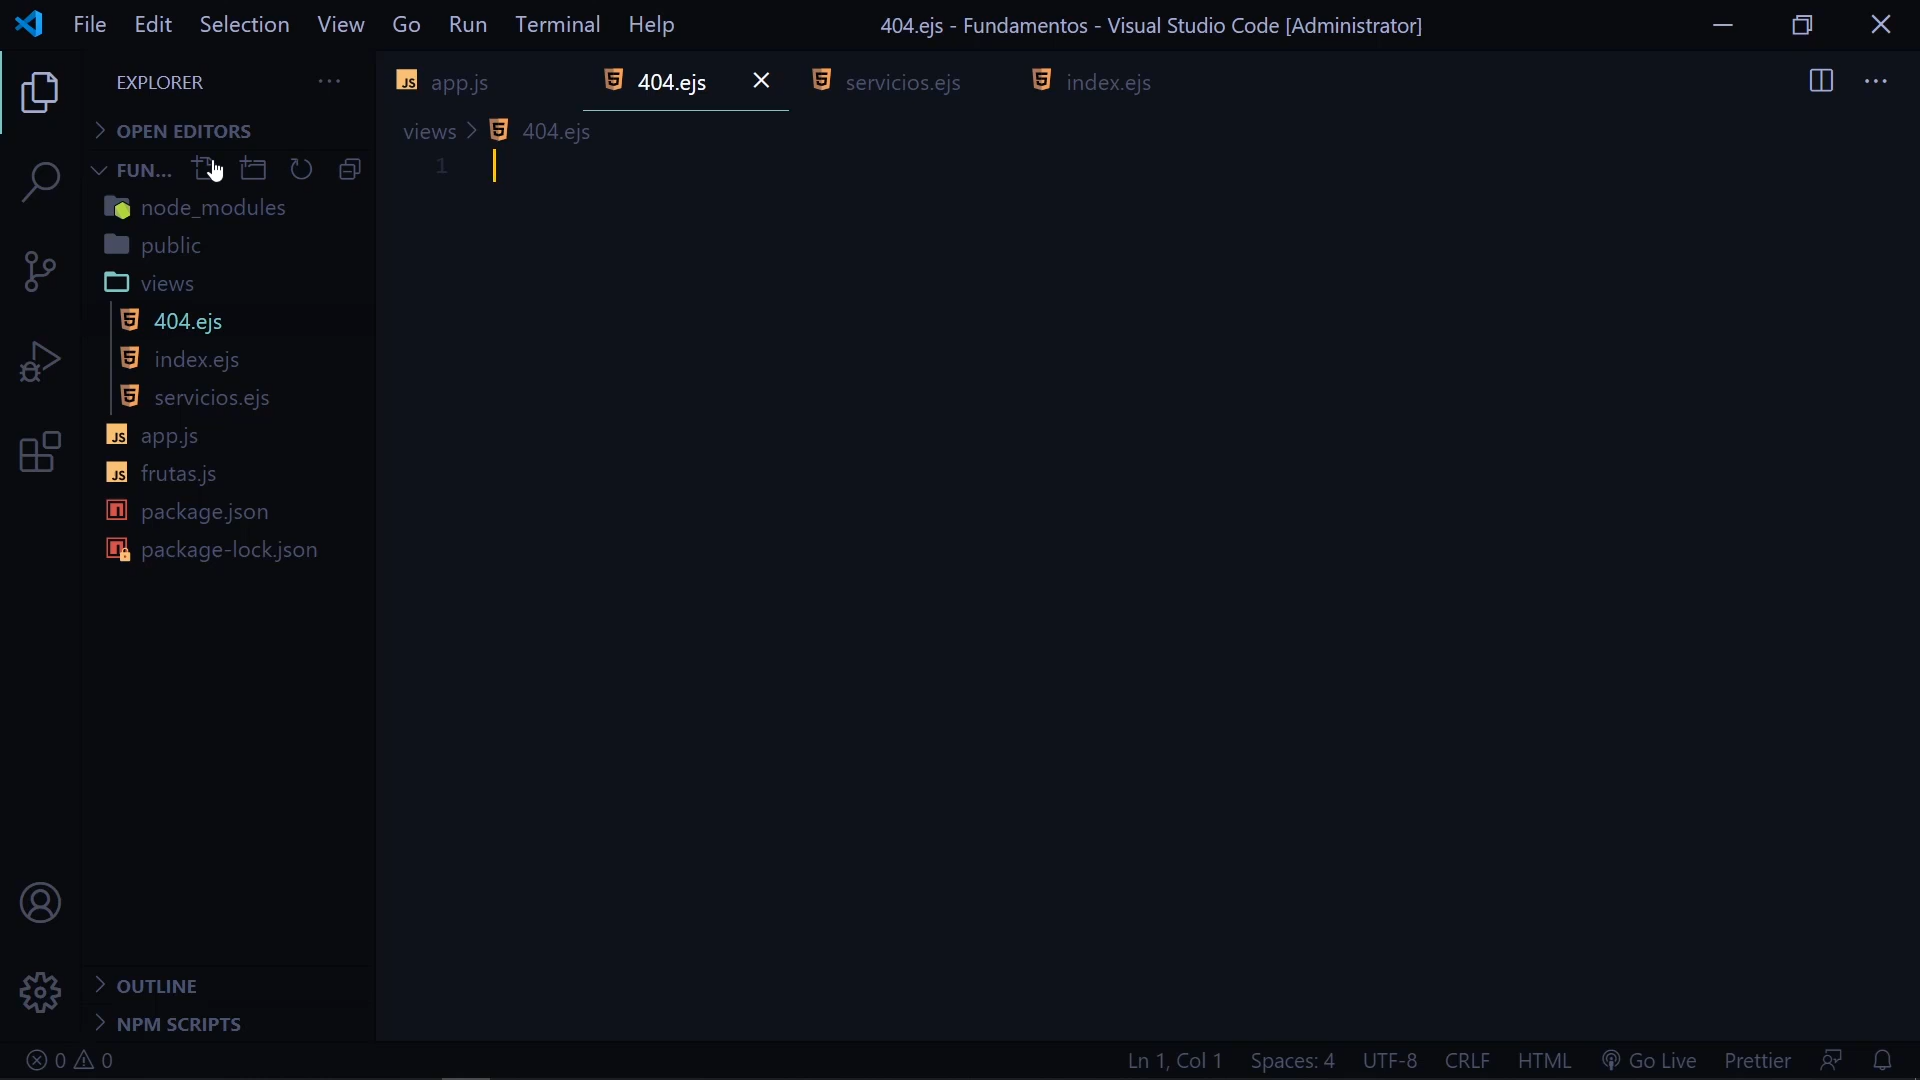 File Edit Selection View Go Run Terminal Help 404.ejs - Fundamentos - Visual Studio Code [Administrator]
EXPLORER
OPEN EDITORS
FUN...
node_modules
public
views
404.ejs
index.ejs
servicios.ejs
app.js
frutas.js
package.json
package-lock.json
OUTLINE
NPM SCRIPTS
app.js 404.ejs servicios.ejs index.ejs
views > 404.ejs
1
0 0 Ln 1, Col 1 Spaces: 4 UTF-8 CRLF HTML Go Live Prettier